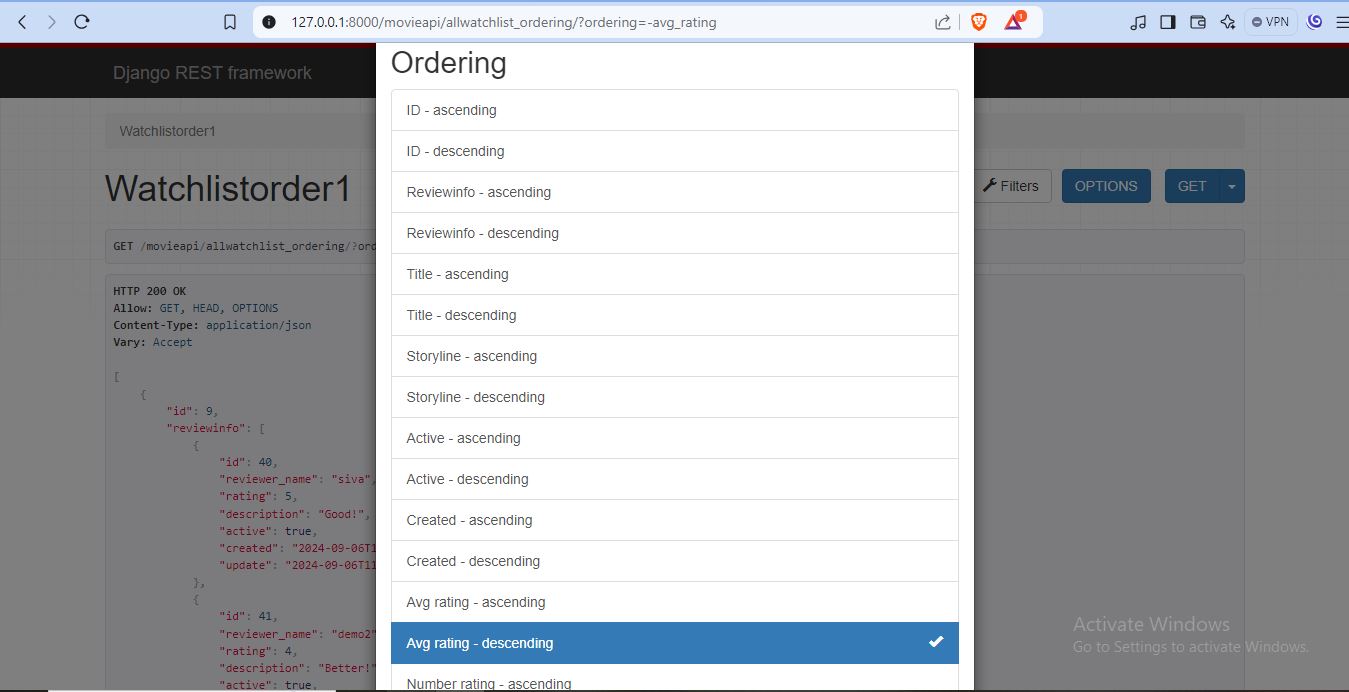 127.0.0.1:8000/movieapi/allwatchlist_ordering/?ordering=-avg_rating
1
VPN
Django REST framework
Watchlistorder1
Watchlistorder1
Filters
OPTIONS
GET
GET /movieapi/allwatchlist_ordering/?ord
HTTP 200 OK
Allow: GET, HEAD, OPTIONS
Content-Type: application/json
Vary: Accept
[
{
"id": 9,
"reviewinfo": [
{
"id": 40,
"reviewer_name": "siva",
"rating": 5,
"description": "Good!",
"active": true,
"created": "2024-09-06T1
"update": "2024-09-06T11
},
{
"id": 41,
"reviewer_name": "demo2"
"rating": 4,
"description": "Better!"
"active": true,
Ordering
ID - ascending
ID - descending
Reviewinfo - ascending
Reviewinfo - descending
Title - ascending
Title - descending
Storyline - ascending
Storyline - descending
Active - ascending
Active - descending
Created - ascending
Created - descending
Avg rating - ascending
Avg rating - descending
Number rating - ascending
Activate Windows
Go to Settings to activate Windows.